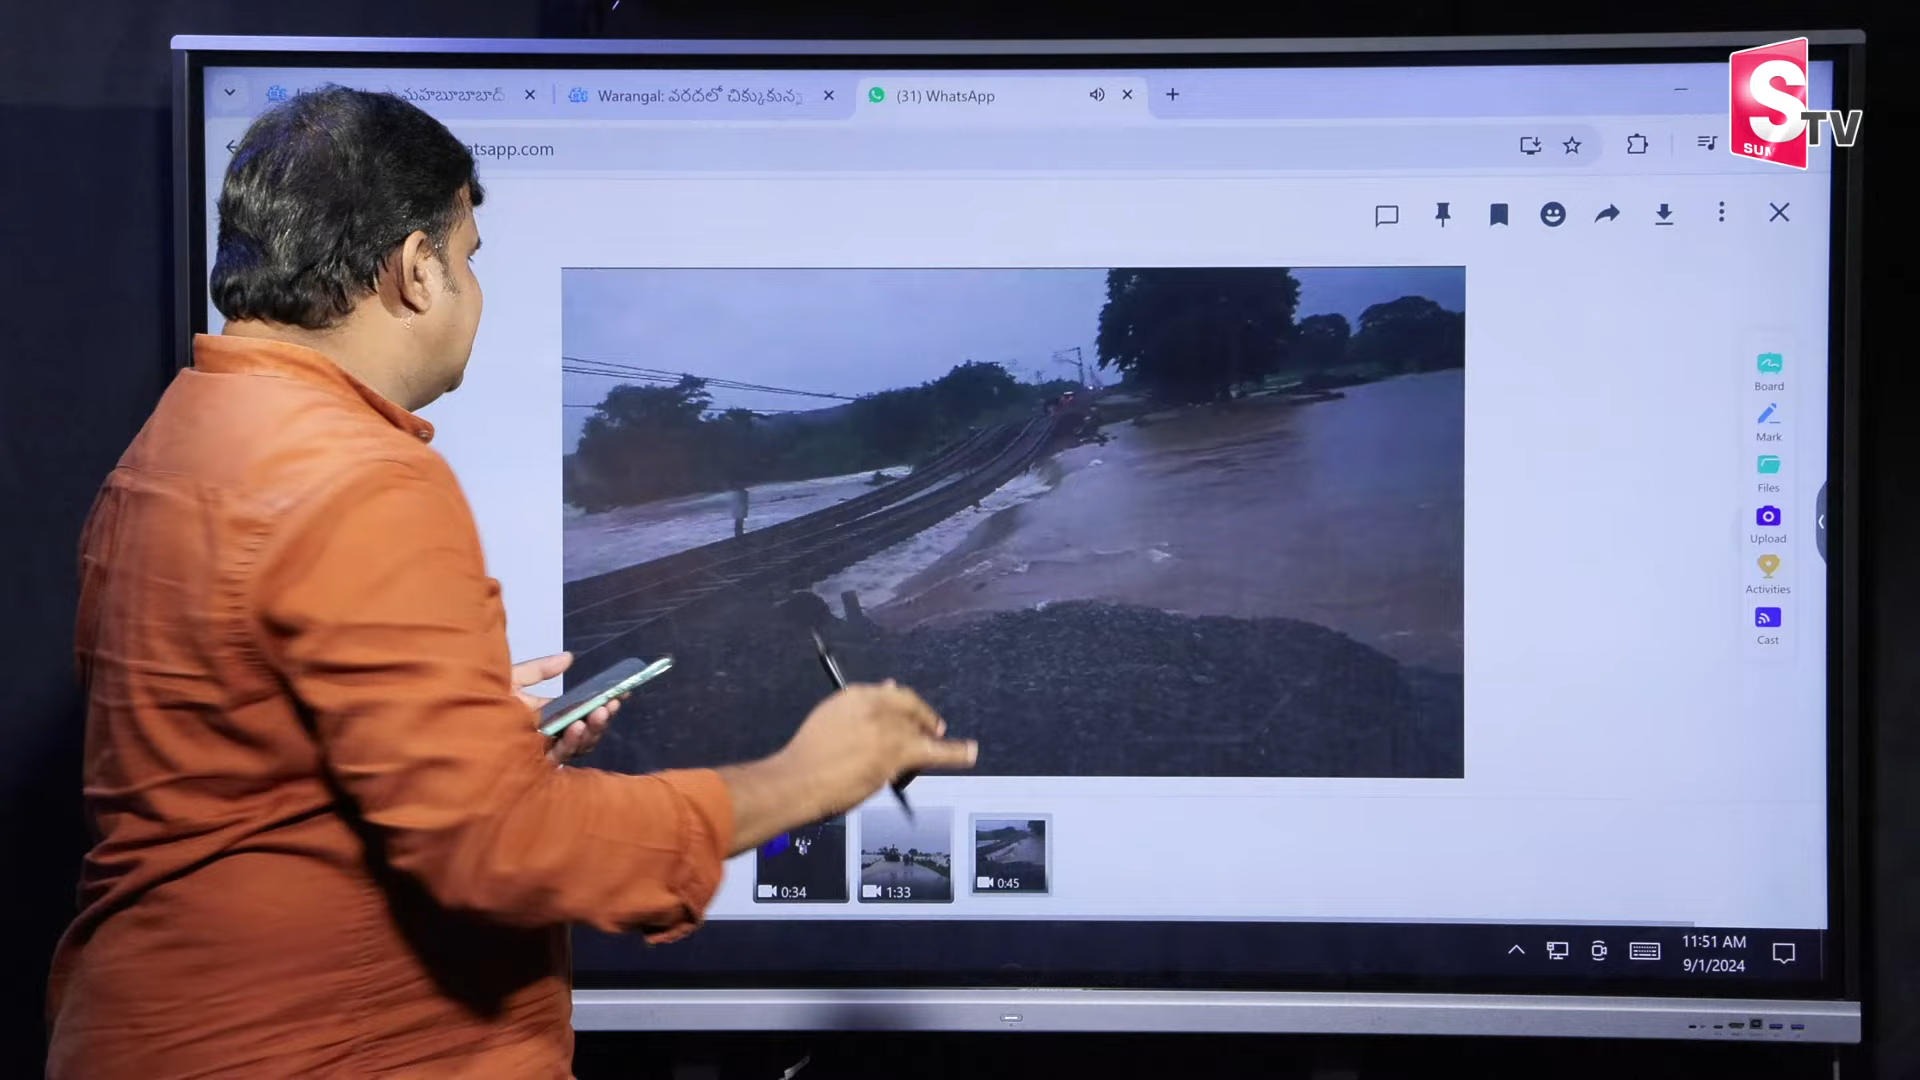 మహబూబాబాద్
Warangal: వరదలో చిక్కుకున్న
(31) WhatsApp
atsapp.com
S
SUM
TV
Board
Mark
Files
Upload
Activities
Cast
0:34
1:33
0:45
11:51 AM
9/1/2024